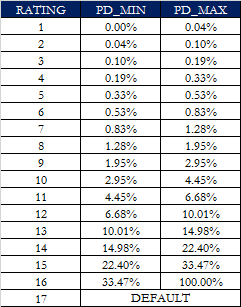 RATING PD_MIN PD_MAX
1 0.00% 0.04%
2 0.04% 0.10%
3 0.10% 0.19%
4 0.19% 0.33%
5 0.33% 0.53%
6 0.53% 0.83%
7 0.83% 1.28%
8 1.28% 1.95%
9 1.95% 2.95%
10 2.95% 4.45%
11 4.45% 6.68%
12 6.68% 10.01%
13 10.01% 14.98%
14 14.98% 22.40%
15 22.40% 33.47%
16 33.47% 100.00%
17 DEFAULT